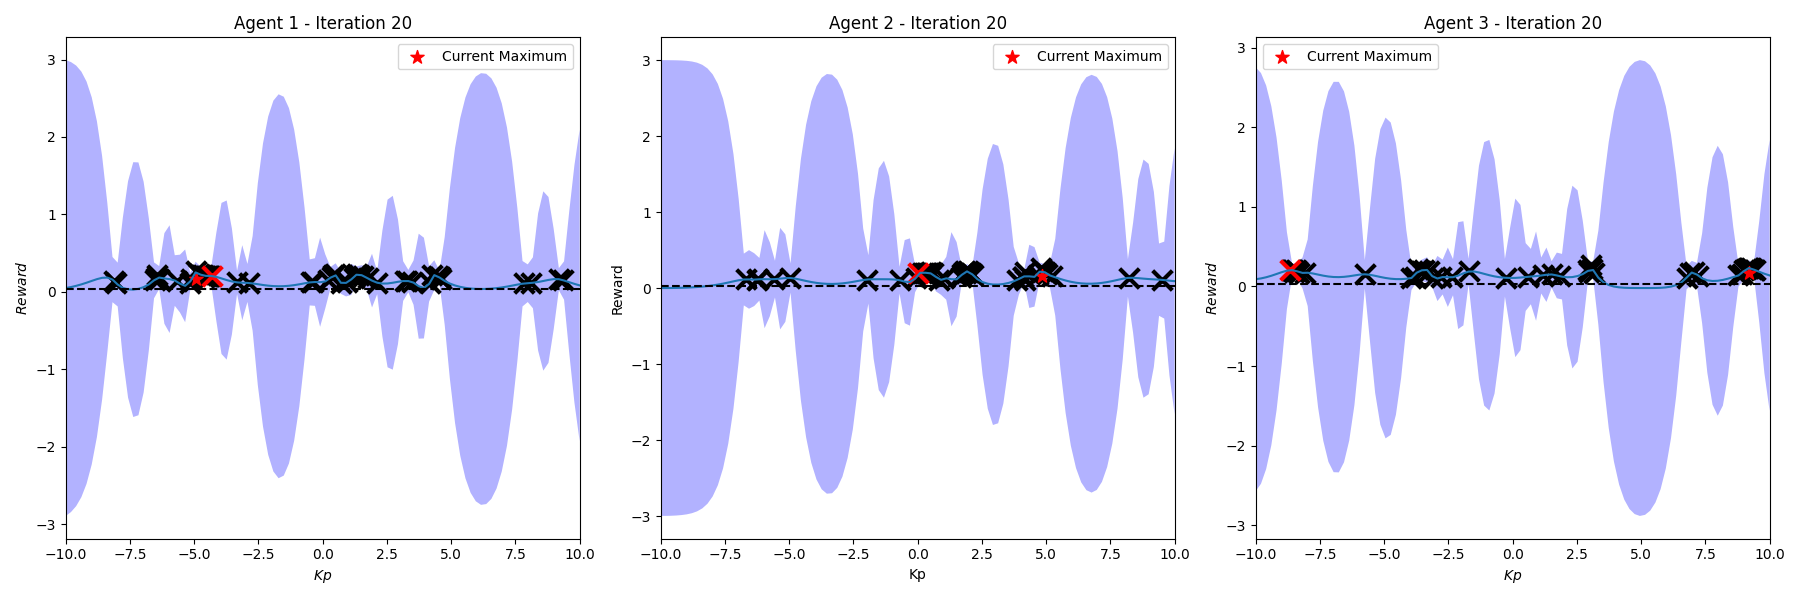 Agent 1 - Iteration 20
Current Maximum
3
2
1
0
−1
−2
−3
Reward
−10.0 −7.5 −5.0 −2.5 0.0 2.5 5.0 7.5 10.0
Kp
Agent 2 - Iteration 20
Current Maximum
3
2
1
0
−1
−2
−3
Reward
−10.0 −7.5 −5.0 −2.5 0.0 2.5 5.0 7.5 10.0
Kp
Agent 3 - Iteration 20
Current Maximum
3
2
1
0
−1
−2
−3
Reward
−10.0 −7.5 −5.0 −2.5 0.0 2.5 5.0 7.5 10.0
Kp